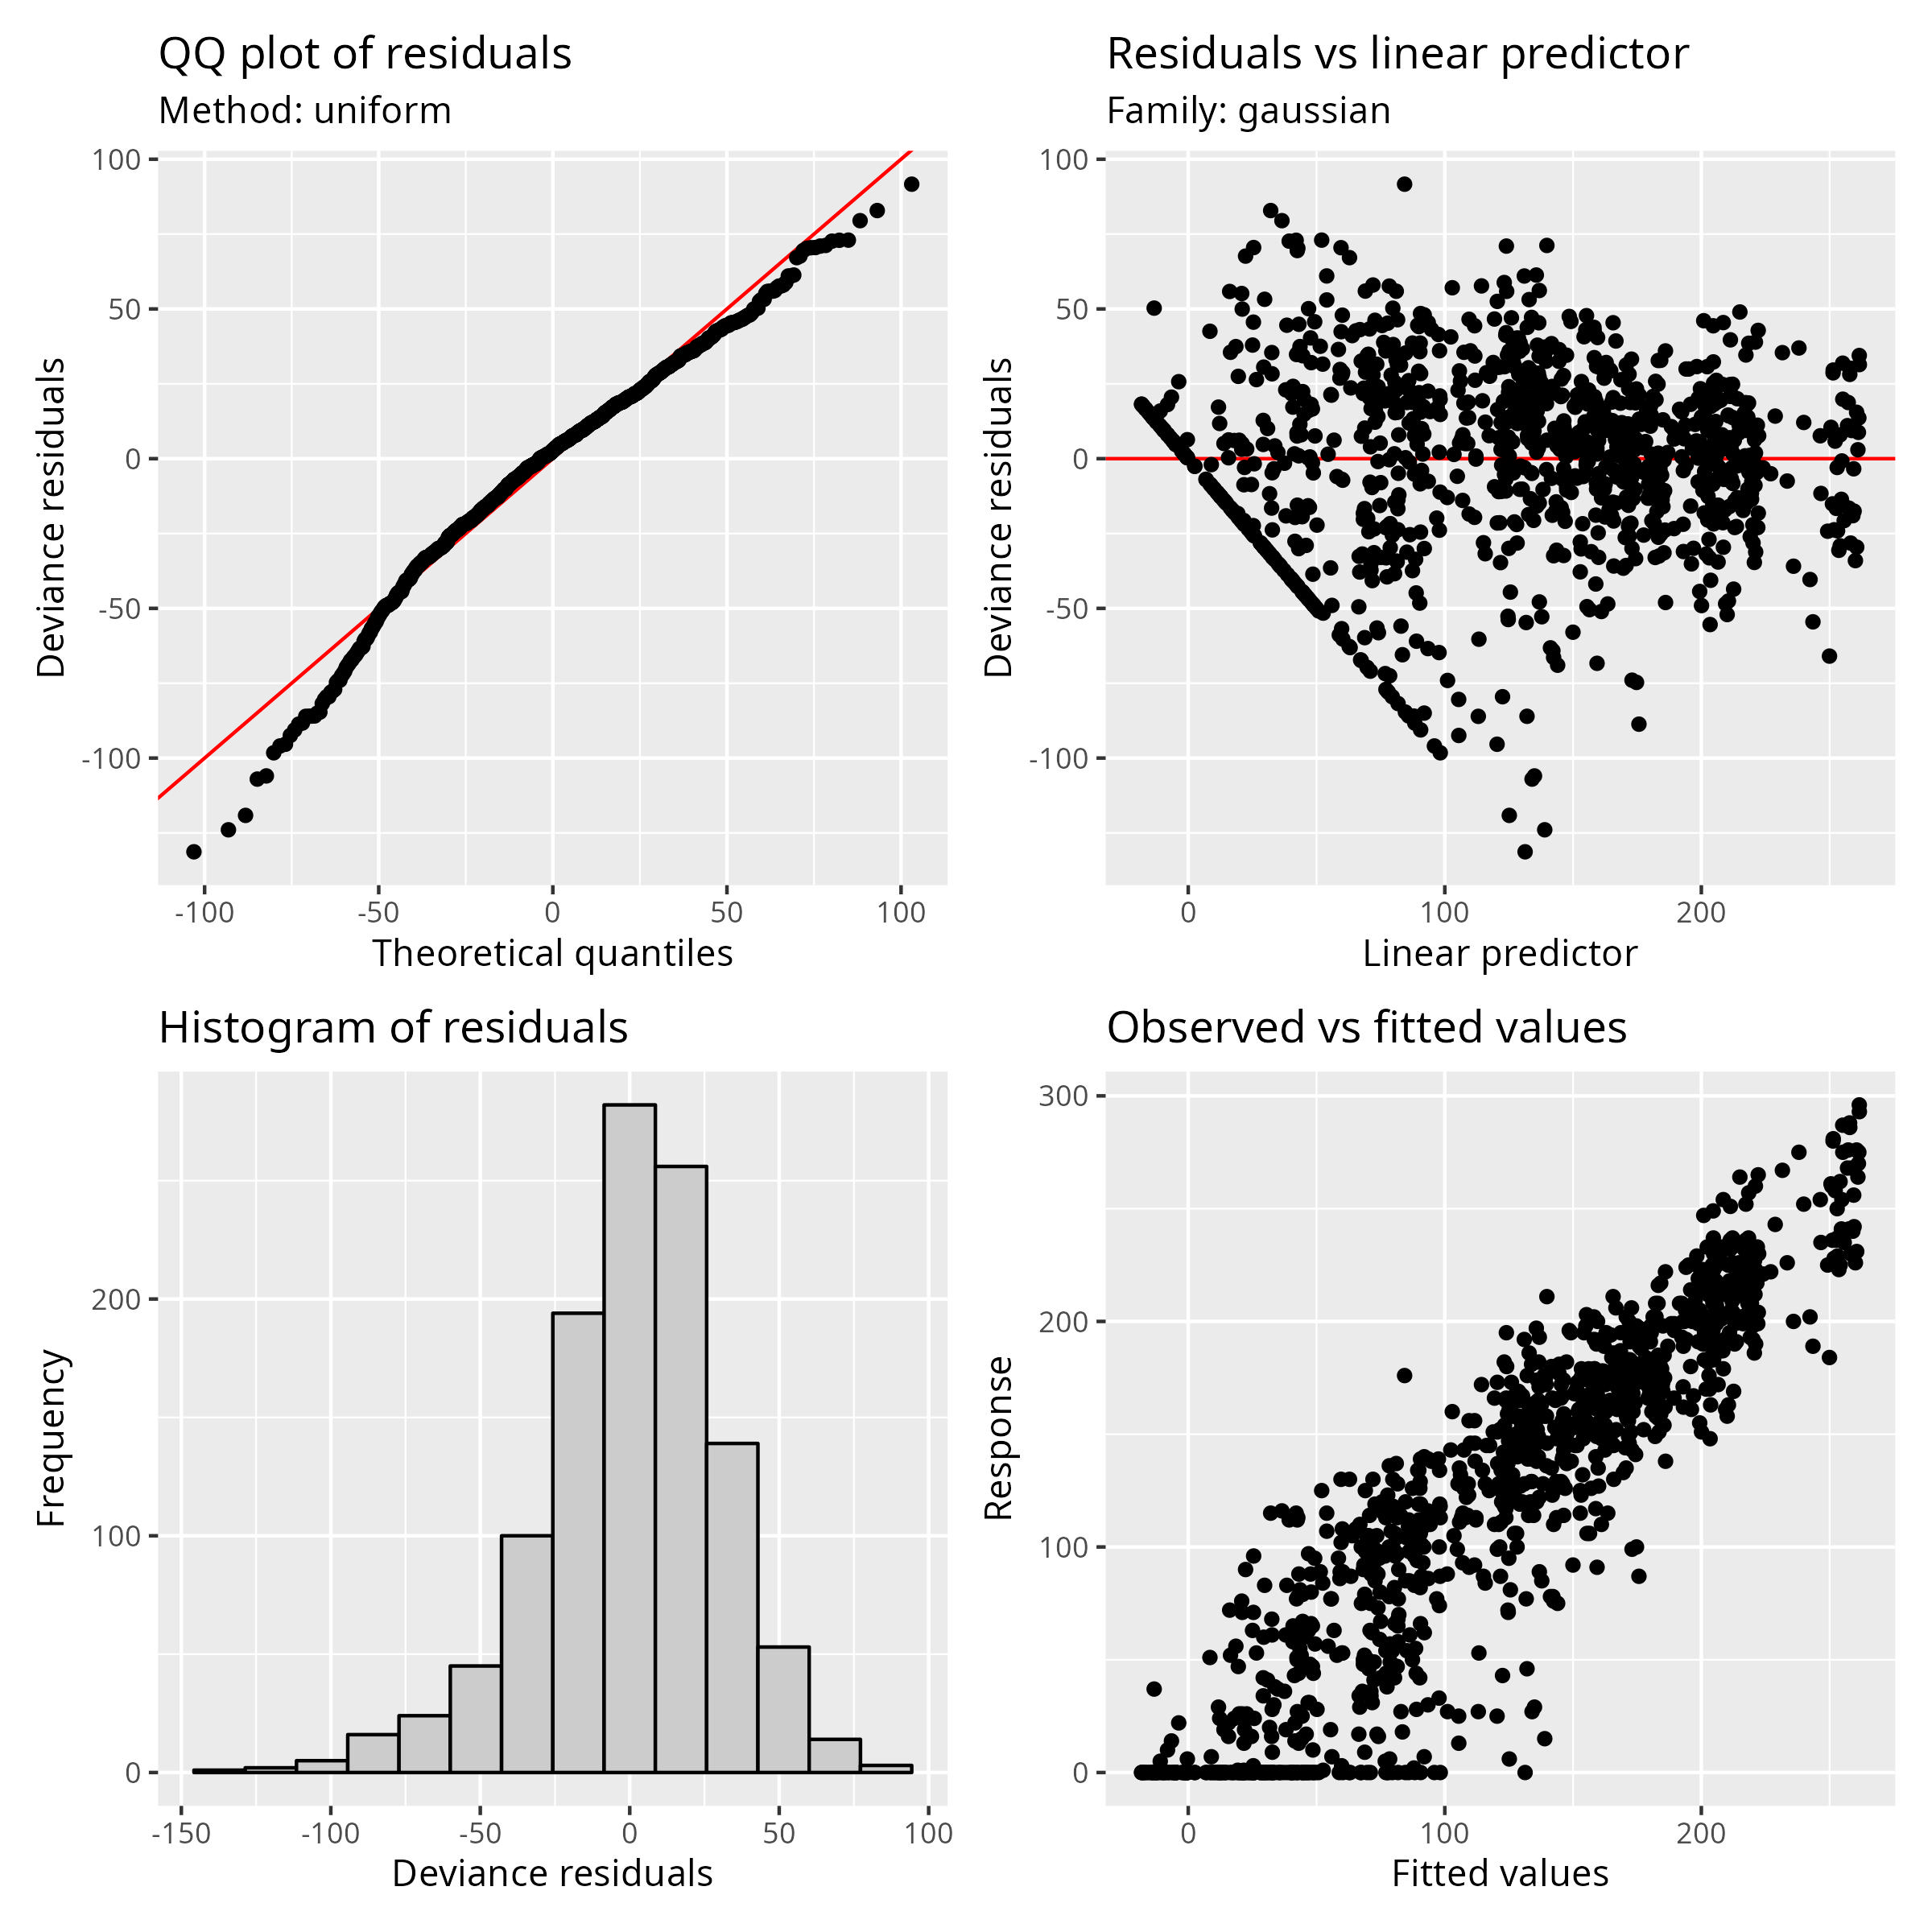 QQ plot of residuals
Method: uniform
100
50
0
-50
-100
Deviance residuals
-100
-50
0
50
100
Theoretical quantiles
Residuals vs linear predictor
Family: gaussian
100
50
0
-50
-100
Deviance residuals
0
100
200
Linear predictor
Histogram of residuals
200
100
0
Frequency
-150
-100
-50
0
50
100
Deviance residuals
Observed vs fitted values
300
200
100
0
Response
0
100
200
Fitted values